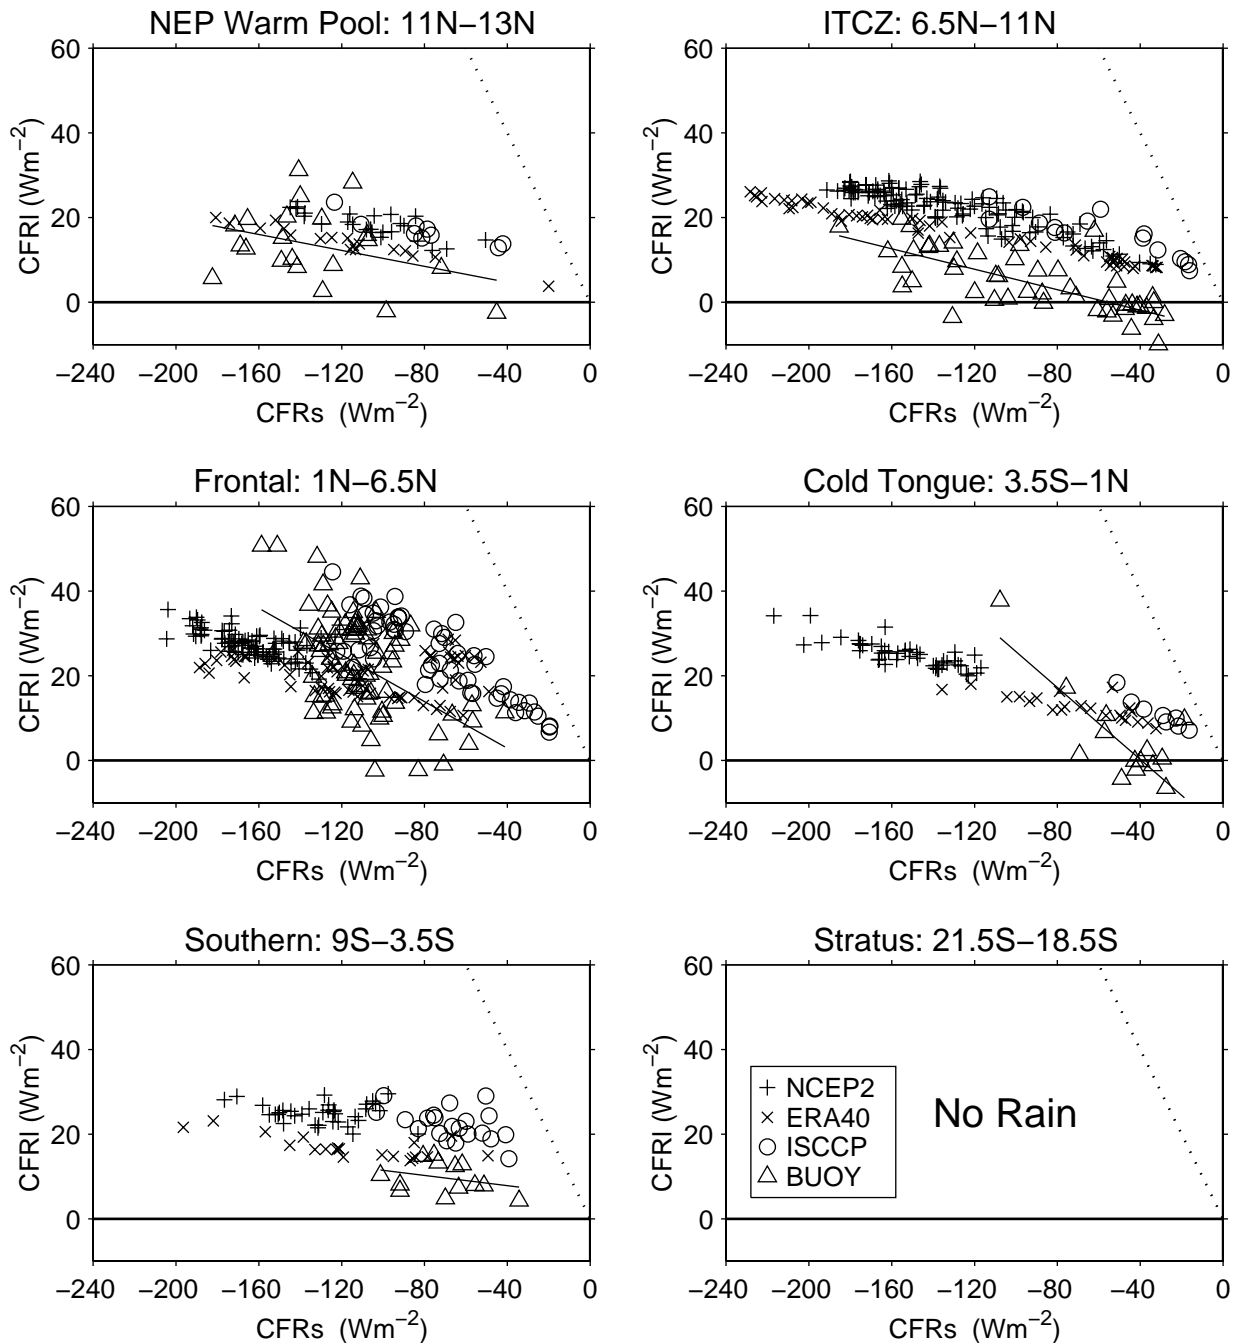 NEP Warm Pool: 11N−13N
60
40
20
0
CFRl (Wm−2)
−240 −200 −160 −120 −80 −40 0
CFRs (Wm−2)
ITCZ: 6.5N−11N
60
40
20
0
CFRl (Wm−2)
−240 −200 −160 −120 −80 −40 0
CFRs (Wm−2)
Frontal: 1N−6.5N
60
40
20
0
CFRl (Wm−2)
−240 −200 −160 −120 −80 −40 0
CFRs (Wm−2)
Cold Tongue: 3.5S−1N
60
40
20
0
CFRl (Wm−2)
−240 −200 −160 −120 −80 −40 0
CFRs (Wm−2)
Southern: 9S−3.5S
60
40
20
0
CFRl (Wm−2)
−240 −200 −160 −120 −80 −40 0
CFRs (Wm−2)
Stratus: 21.5S−18.5S
60
40
20
0
CFRl (Wm−2)
NCEP2
ERA40
ISCCP
BUOY
No Rain
−240 −200 −160 −120 −80 −40 0
CFRs (Wm−2)